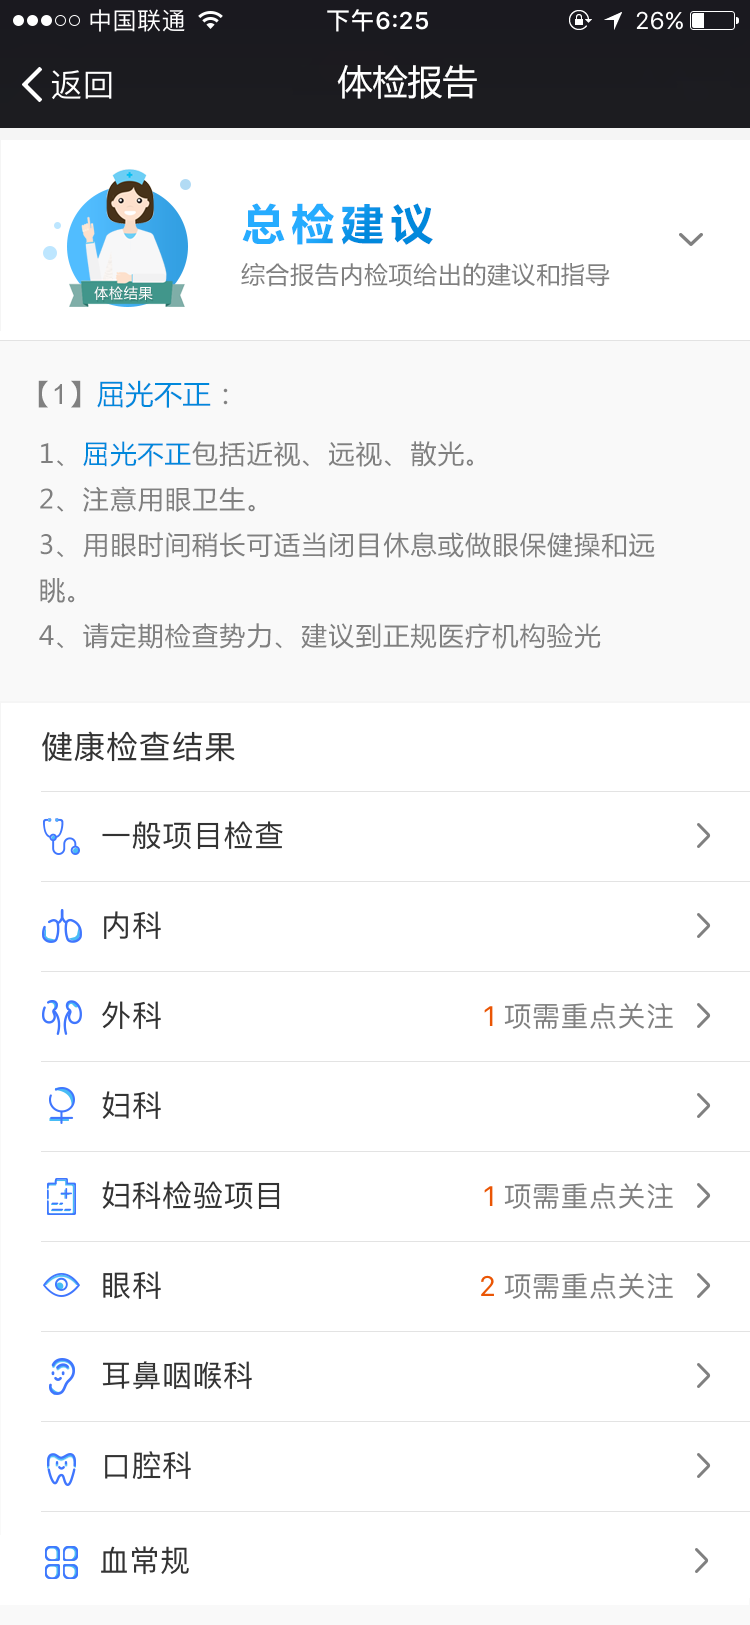 中国联通
下午6:25
26%
返回
体检报告
体检结果
总检建议
综合报告内检项给出的建议和指导
【1】屈光不正：
1、屈光不正包括近视、远视、散光。
2、注意用眼卫生。
3、用眼时间稍长可适当闭目休息或做眼保健操和远
眺。
4、请定期检查势力、建议到正规医疗机构验光
健康检查结果
一般项目检查
内科
外科 1 项需重点关注
妇科
妇科检验项目 1 项需重点关注
眼科 2 项需重点关注
耳鼻咽喉科
口腔科
血常规